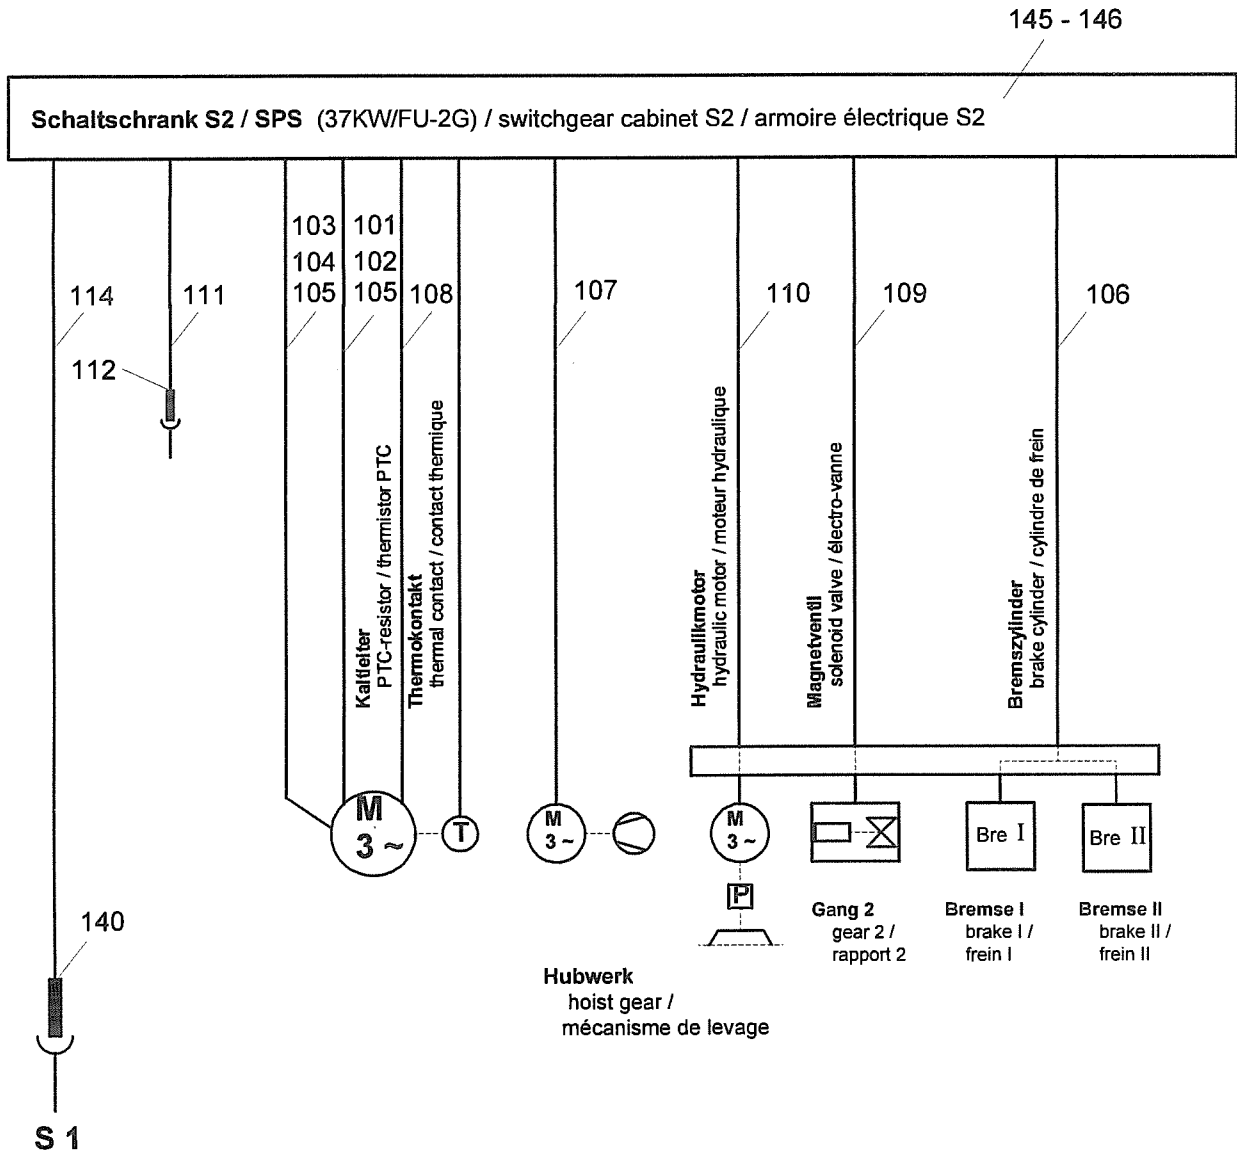 145 - 146
Schaltschrank S2 / SPS (37KW/FU-2G) / switchgear cabinet S2 / armoire électrique S2
103 101
104 102
114 111 105 105 108 107 110 109 106
112
Kaltleiter
PTC-resistor / thermistor PTC
Thermokontakt
thermal contact / contact thermique
Hydraulikmotor
hydraulic motor / moteur hydraulique
Magnetventil
solenoid valve / électro-vanne
Bremszylinder
brake cylinder / cylindre de frein
M
3 ~
T
M
3 ~
M
3 ~
Bre I
Bre II
P
140
Gang 2
gear 2 /
rapport 2
Bremse I
brake I /
frein I
Bremse II
brake II /
frein II
Hubwerk
hoist gear /
mécanisme de levage
S 1